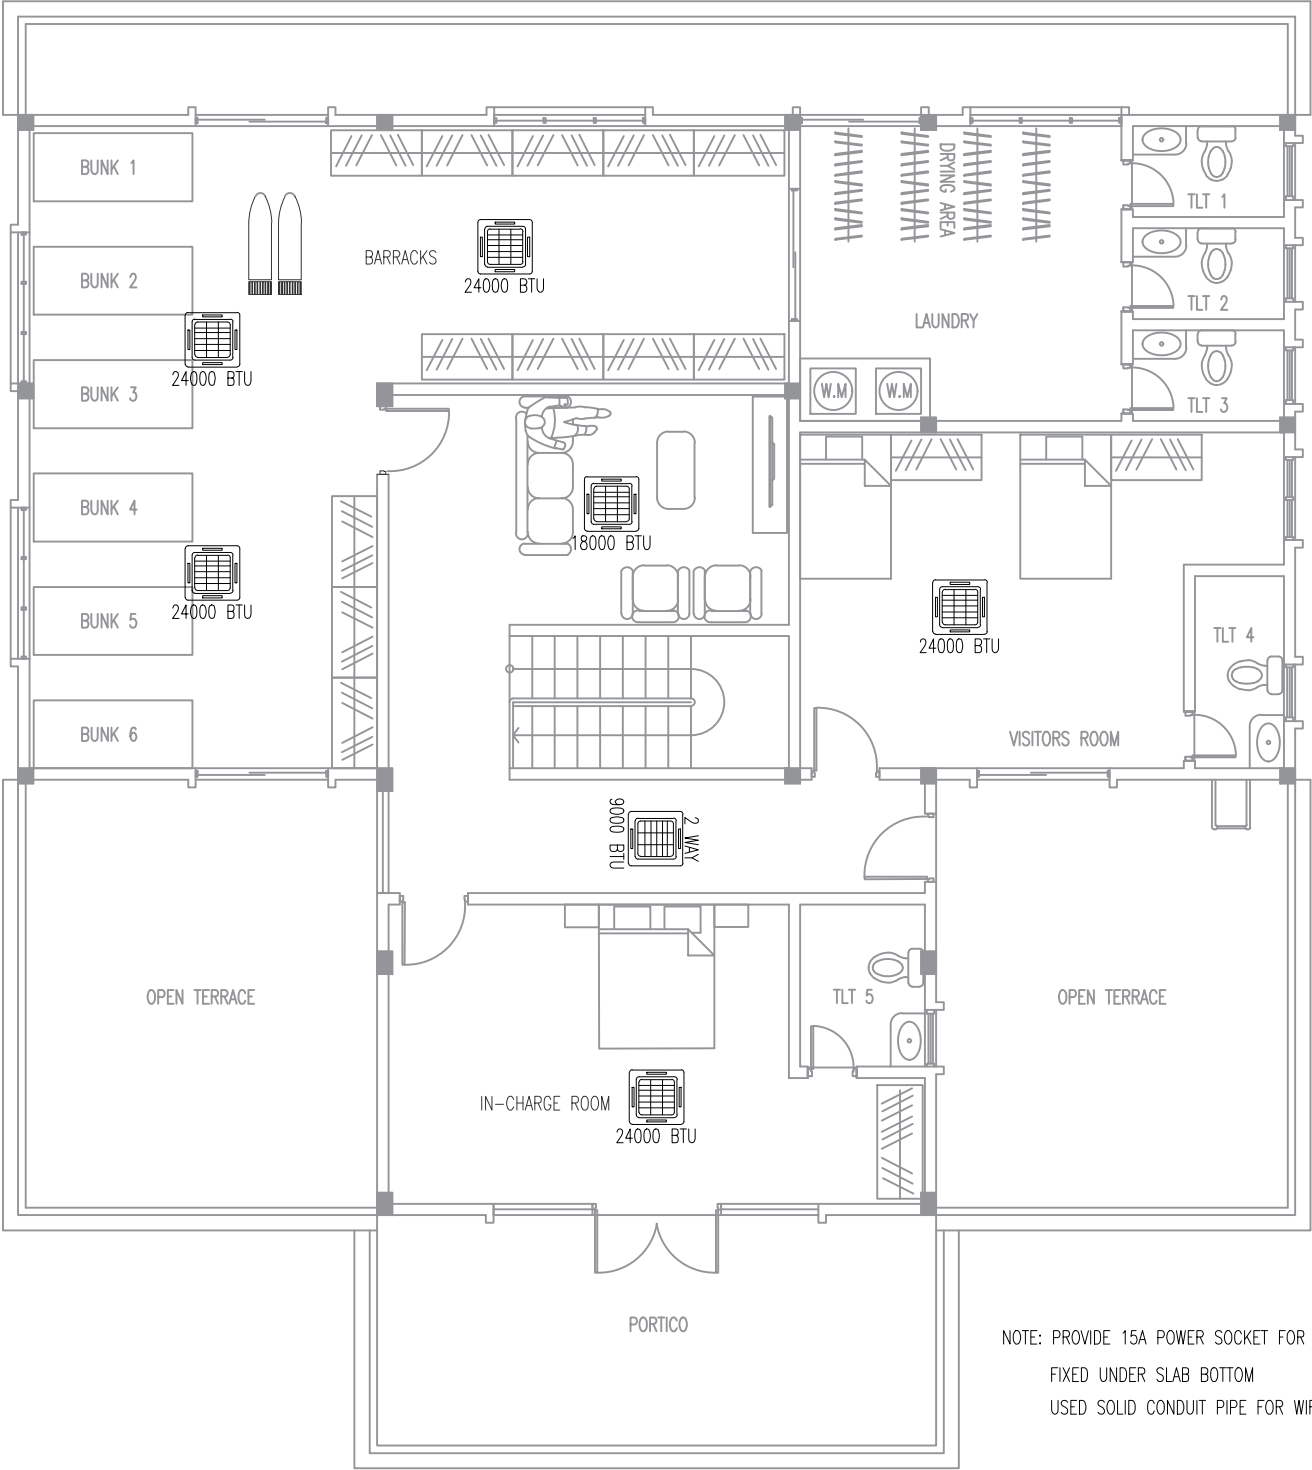 BUNK 1
DRYING AREA
TLT 1
BARRACKS
24000 BTU
BUNK 2
TLT 2
LAUNDRY
24000 BTU
BUNK 3
W.M
W.M
TLT 3
BUNK 4
18000 BTU
24000 BTU
BUNK 5
24000 BTU
TLT 4
BUNK 6
VISITORS ROOM
9000 BTU
2 WAY
OPEN TERRACE
TLT 5
OPEN TERRACE
IN-CHARGE ROOM
24000 BTU
PORTICO
NOTE: PROVIDE 15A POWER SOCKET FOR
FIXED UNDER SLAB BOTTOM
USED SOLID CONDUIT PIPE FOR